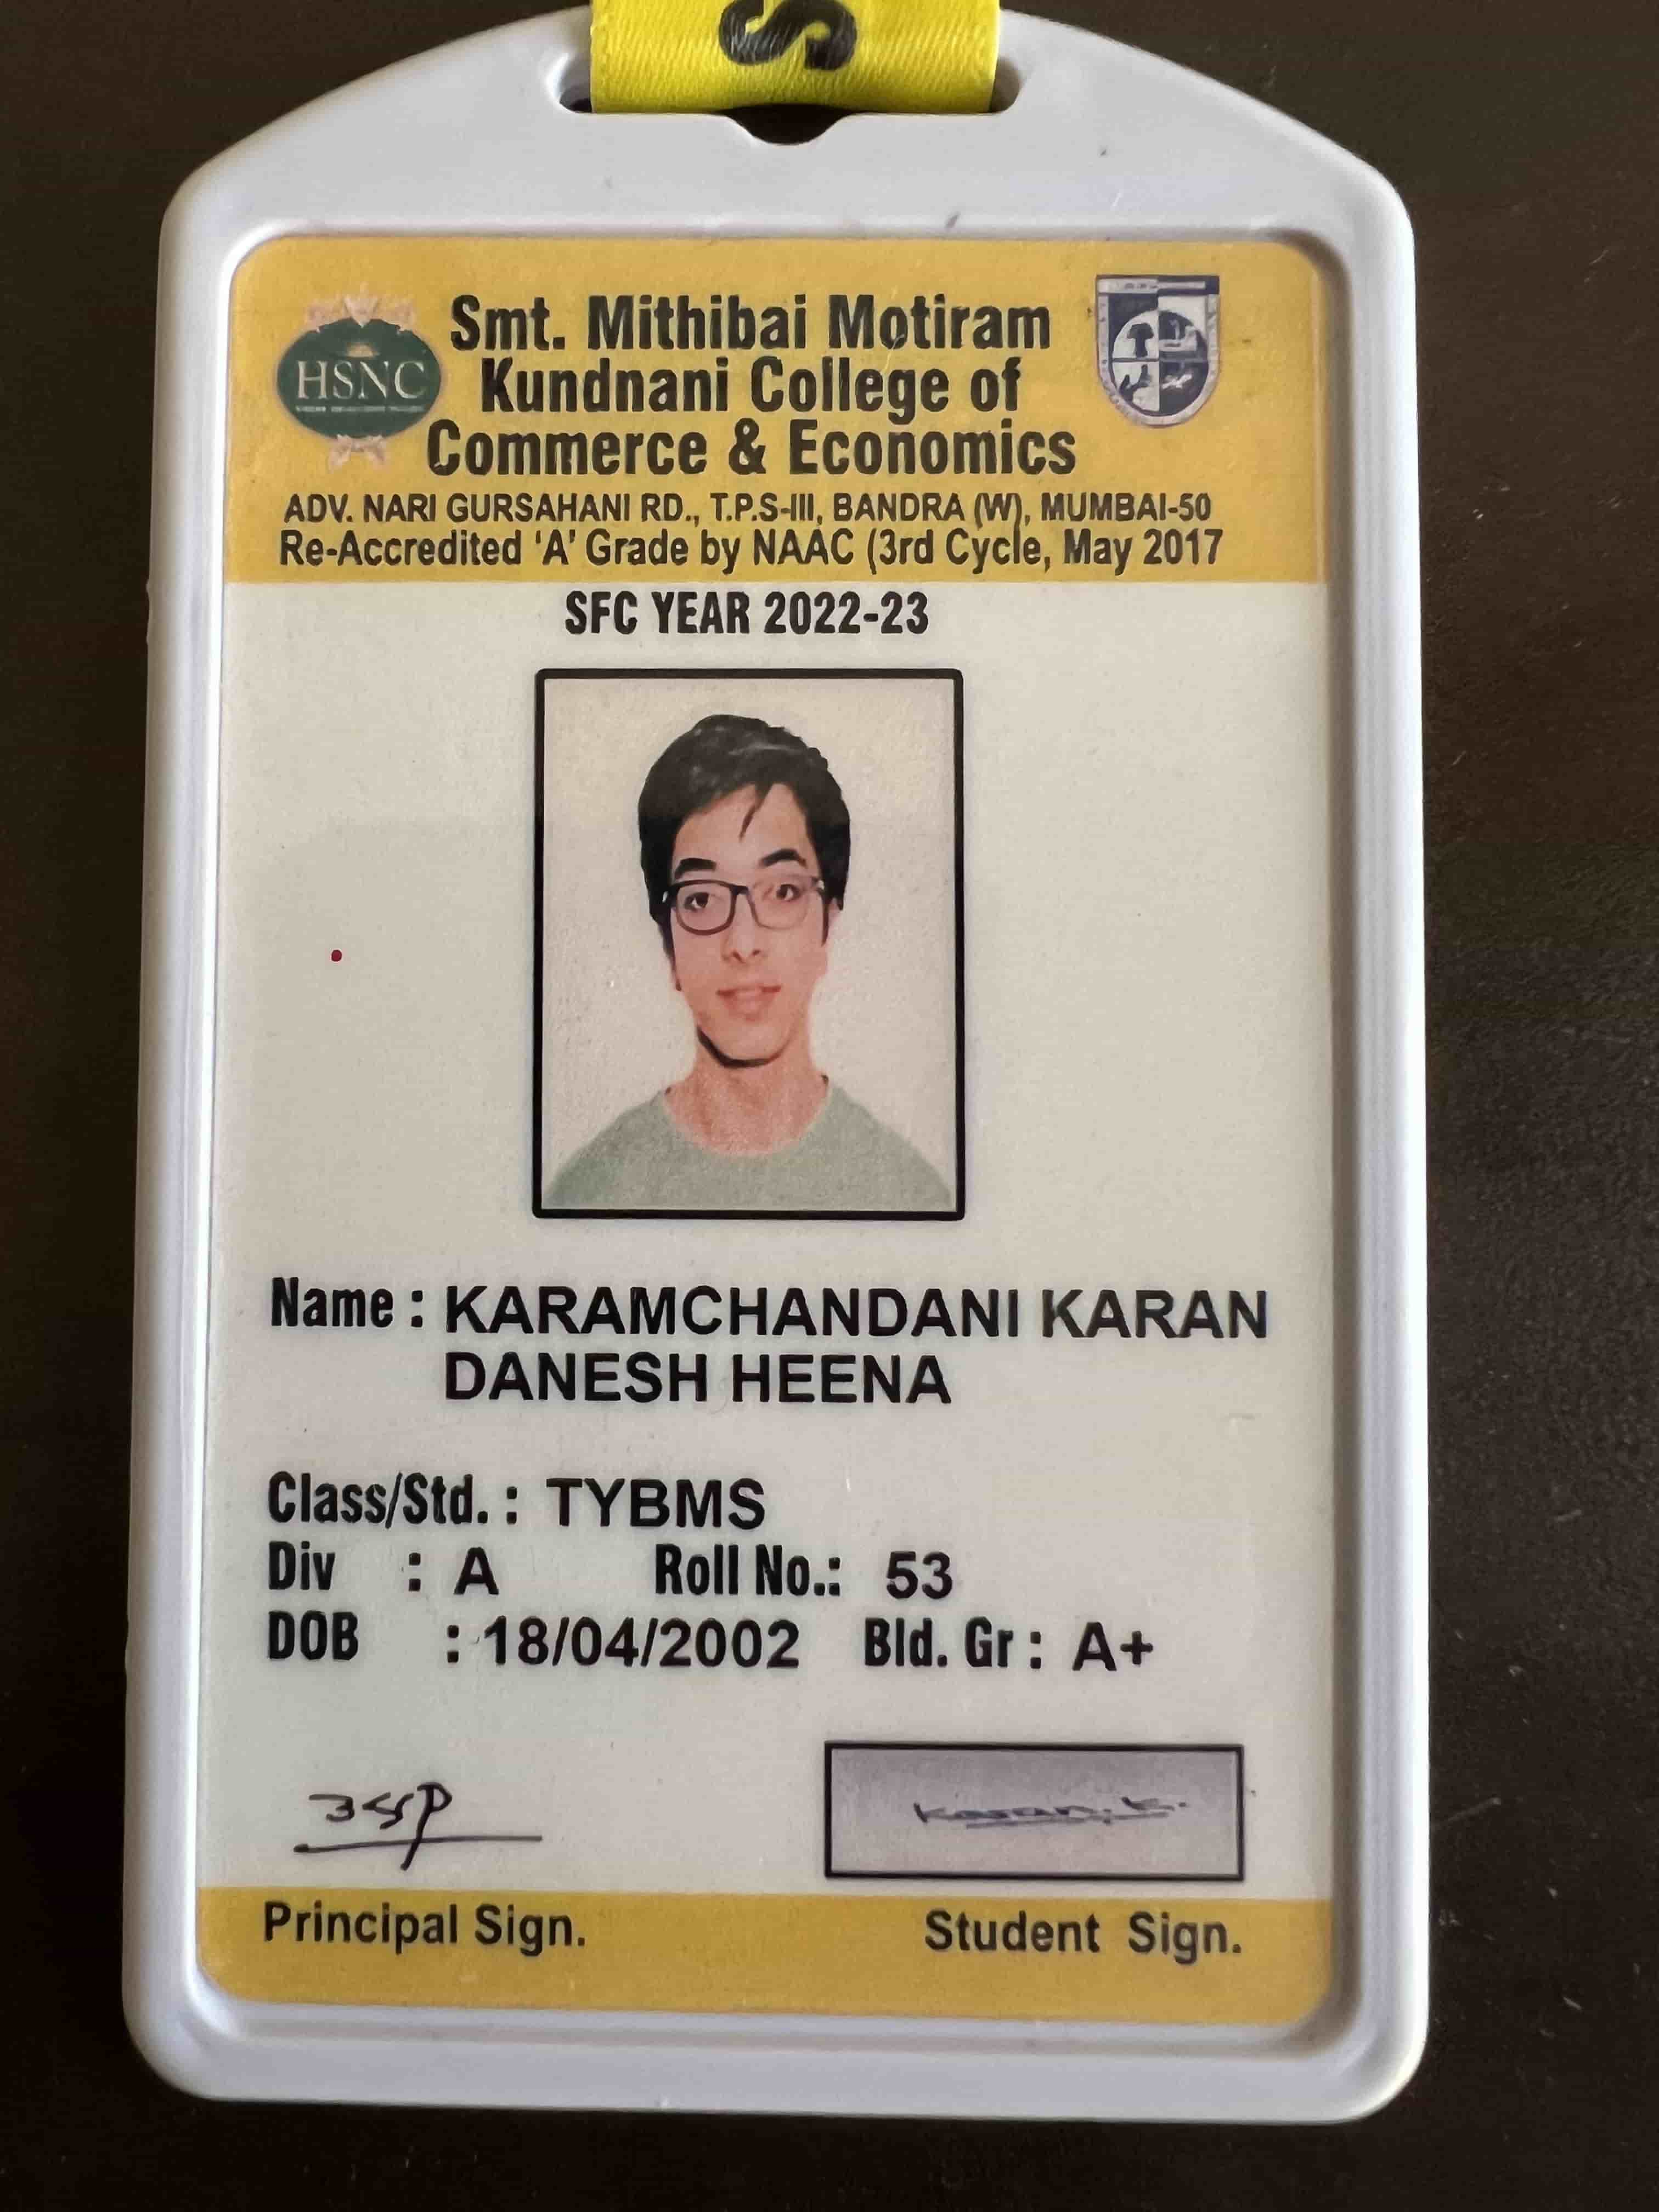 S
HSNC
Smt. Mithibai Motiram
Kundnani College of
Commerce & Economics
ADV. NARI GURSAHANI RD., T.P.S-III, BANDRA (W), MUMBAI-50
Re-Accredited ‘A’ Grade by NAAC (3rd Cycle, May 2017
SFC YEAR 2022-23
Name : KARAMCHANDANI KARAN
DANESH HEENA
Class/Std. : TYBMS
Div : A Roll No.: 53
DOB : 18/04/2002 Bld. Gr : A+
Karan.K.
Principal Sign. Student Sign.